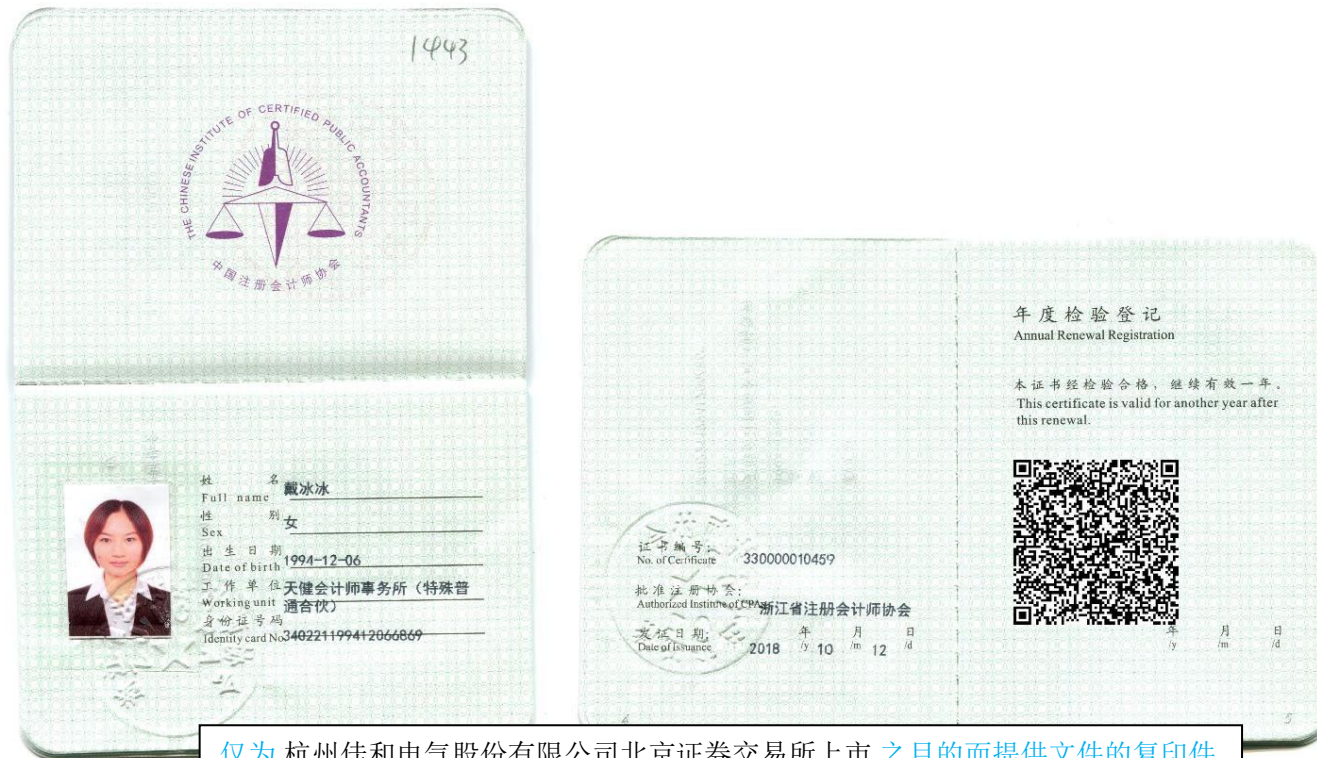 1443
THE CHINESE INSTITUTE OF CERTIFIED PUBLIC ACCOUNTANTS
中国注册会计师协会
姓 名 戴冰冰
Full name
性 别 女
Sex
出生日期 1994-12-06
Date of birth
工作单位 天健会计师事务所（特殊普
Working unit 通合伙）
身份证号码
Identity card No. 340221199412066869
证书编号:
No. of Certificate 330000010459
批准注册协会:
Authorized Institute of CPAs 浙江省注册会计师协会
发证日期: 年 月 日
Date of Issuance 2018 /y 10 /m 12 /d
年度检验登记
Annual Renewal Registration
本证书经检验合格，继续有效一年。
This certificate is valid for another year after
this renewal.
年 月 日
/y /m /d
5
仅为 杭州佳和电气股份有限公司北京证券交易所上市 之目的而提供文件的复印件